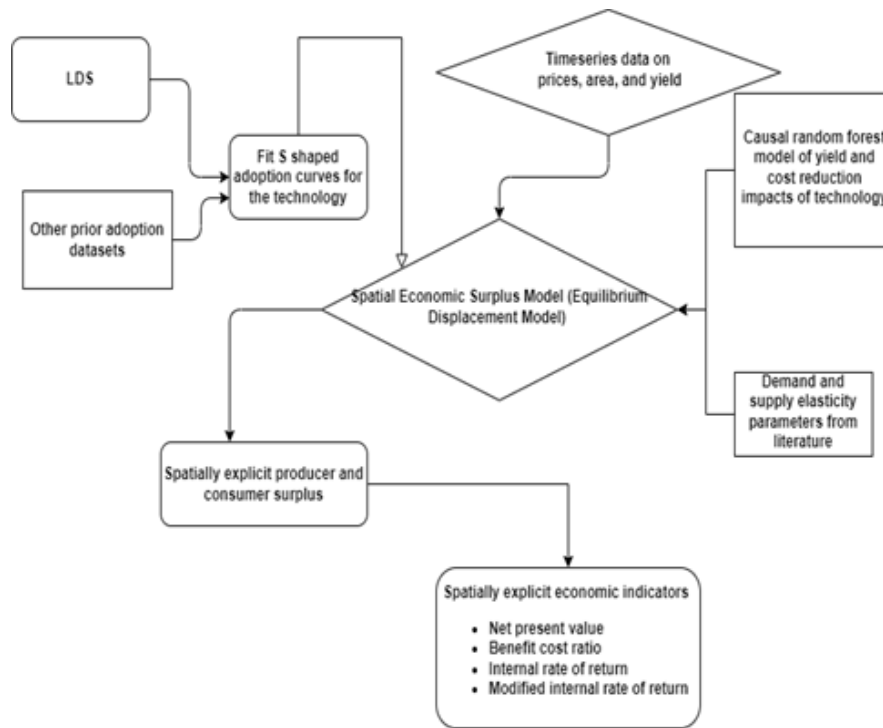 LDS
Timeseries data on
prices, area, and yield
Fit S shaped
adoption curves for
the technology
Causal random forest
model of yield and
cost reduction
impacts of technology
Other prior adoption
datasets
Spatial Economic Surplus Model (Equilibrium
Displacement Model)
Demand and
supply elasticity
parameters from
literature
Spatially explicit producer and
consumer surplus
Spatially explicit economic indicators
• Net present value
• Benefit cost ratio
• Internal rate of return
• Modified internal rate of return